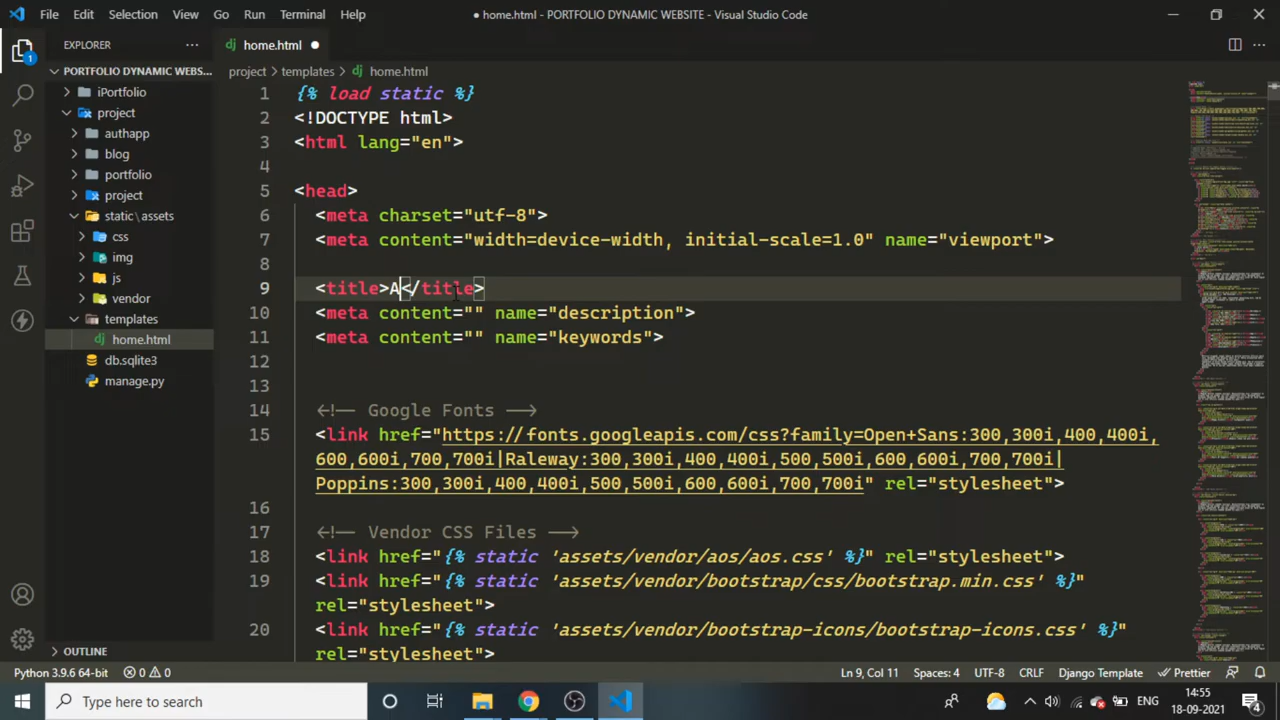 File Edit Selection View Go Run Terminal Help
● home.html - PORTFOLIO DYNAMIC WEBSITE - Visual Studio Code
EXPLORER ···
home.html ●
PORTFOLIO DYNAMIC WEBS...
project > templates > home.html
iPortfolio
project
authapp
blog
portfolio
project
static\assets
css
img
js
vendor
templates
home.html
db.sqlite3
manage.py
OUTLINE
1 {% load static %}
2 <!DOCTYPE html>
3 <html lang="en">
4
5 <head>
6 <meta charset="utf-8">
7 <meta content="width=device-width, initial-scale=1.0" name="viewport">
8
9 <title>A</title>
10 <meta content="" name="description">
11 <meta content="" name="keywords">
12
13
14 <!-- Google Fonts -->
15 <link href="https://fonts.googleapis.com/css?family=Open+Sans:300,300i,400,400i,
600,600i,700,700i|Raleway:300,300i,400,400i,500,500i,600,600i,700,700i|
Poppins:300,300i,400,400i,500,500i,600,600i,700,700i" rel="stylesheet">
16
17 <!-- Vendor CSS Files -->
18 <link href="{% static 'assets/vendor/aos/aos.css' %}" rel="stylesheet">
19 <link href="{% static 'assets/vendor/bootstrap/css/bootstrap.min.css' %}"
rel="stylesheet">
20 <link href="{% static 'assets/vendor/bootstrap-icons/bootstrap-icons.css' %}"
rel="stylesheet">
1
Python 3.9.6 64-bit 0 0 Ln 9, Col 11 Spaces: 4 UTF-8 CRLF Django Template Prettier
Type here to search
ENG
14:55
18-09-2021
4